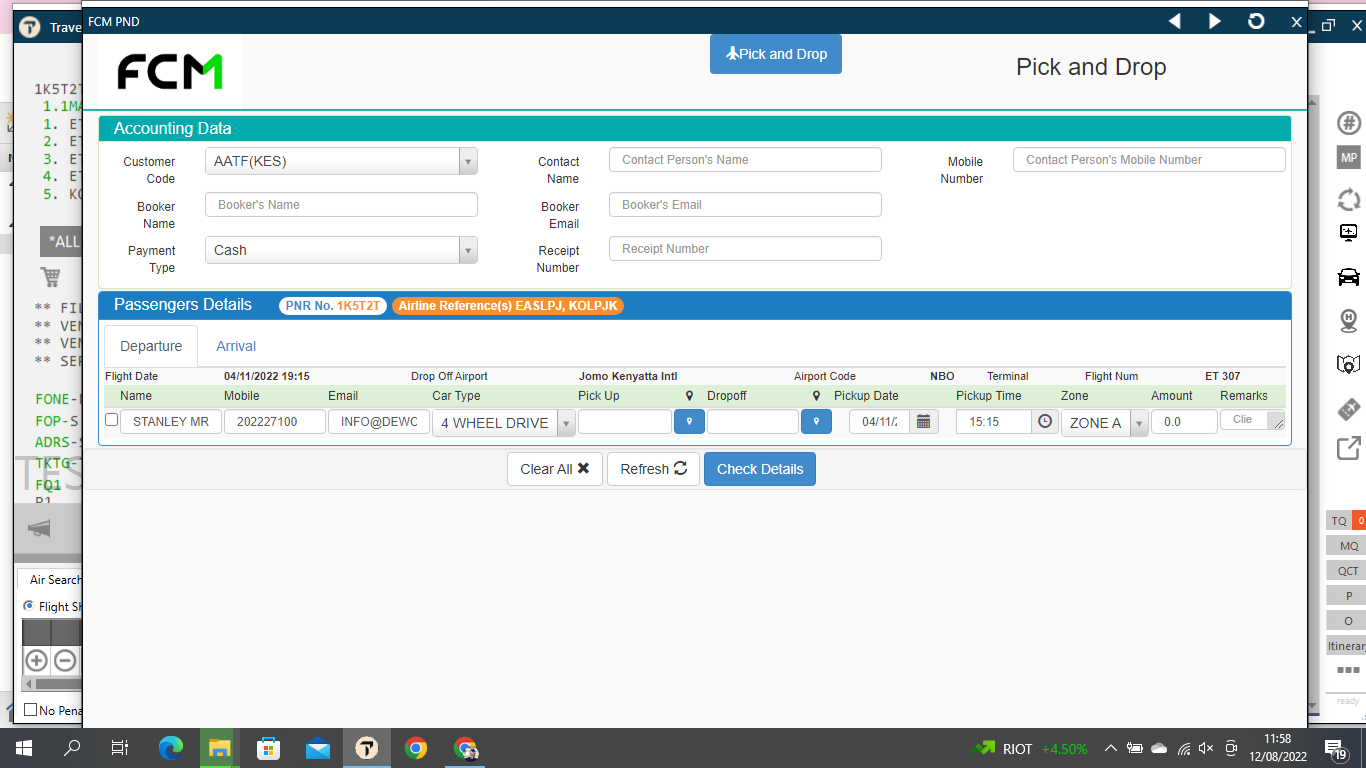 FCM PND
Trave
FCM
Pick and Drop
Pick and Drop
1K5T2T
1.1MA
1. ET
2. ET
3. ET
4. ET
5. KQ
*ALL
** FIL
** VEN
** VEN
** SER
FONE-
FOP-S
ADRS-
TKTG-
FQ1
Accounting Data
Customer Code
AATF(KES)
Contact Name
Contact Person's Name
Mobile Number
Contact Person's Mobile Number
Booker Name
Booker's Name
Booker Email
Booker's Email
Payment Type
Cash
Receipt Number
Receipt Number
Passengers Details PNR No. 1K5T2T Airline Reference(s) EASLPJ, KOLPJK
Departure Arrival
Flight Date 04/11/2022 19:15 Drop Off Airport Jomo Kenyatta Intl Airport Code NBO Terminal Flight Num ET 307
Name Mobile Email Car Type Pick Up Dropoff Pickup Date Pickup Time Zone Amount Remarks
STANLEY MR 202227100 INFO@DEWC 4 WHEEL DRIVE 04/11/2 15:15 ZONE A 0.0 Clie
Clear All Refresh Check Details
Air Search
Flight Sh
No Pena
MP
TQ 0
MQ
QCT
P
O
Itinerar
ready
RIOT +4.50%
11:58
12/08/2022
19